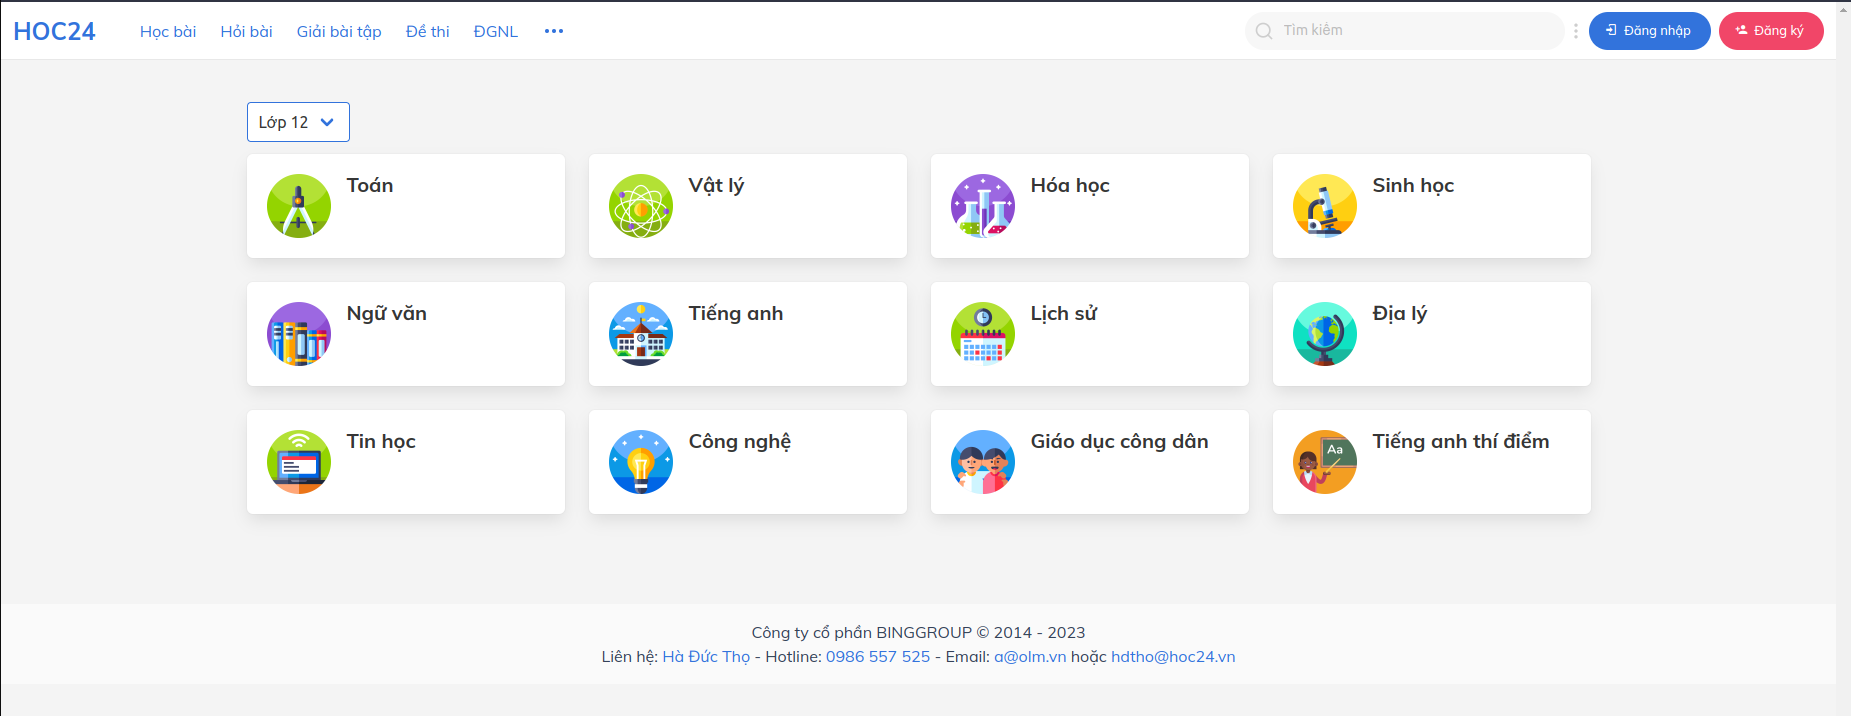 HOC24 Học bài Hỏi bài Giải bài tập Đề thi ĐGNL Tìm kiếm Đăng nhập Đăng ký
Lớp 12
Toán Vật lý Hóa học Sinh học
Ngữ văn Tiếng anh Lịch sử Địa lý
Tin học Công nghệ Giáo dục công dân Tiếng anh thí điểm
Aa
Công ty cổ phần BINGGROUP © 2014 - 2023
Liên hệ: Hà Đức Thọ - Hotline: 0986 557 525 - Email: a@olm.vn hoặc hdtho@hoc24.vn